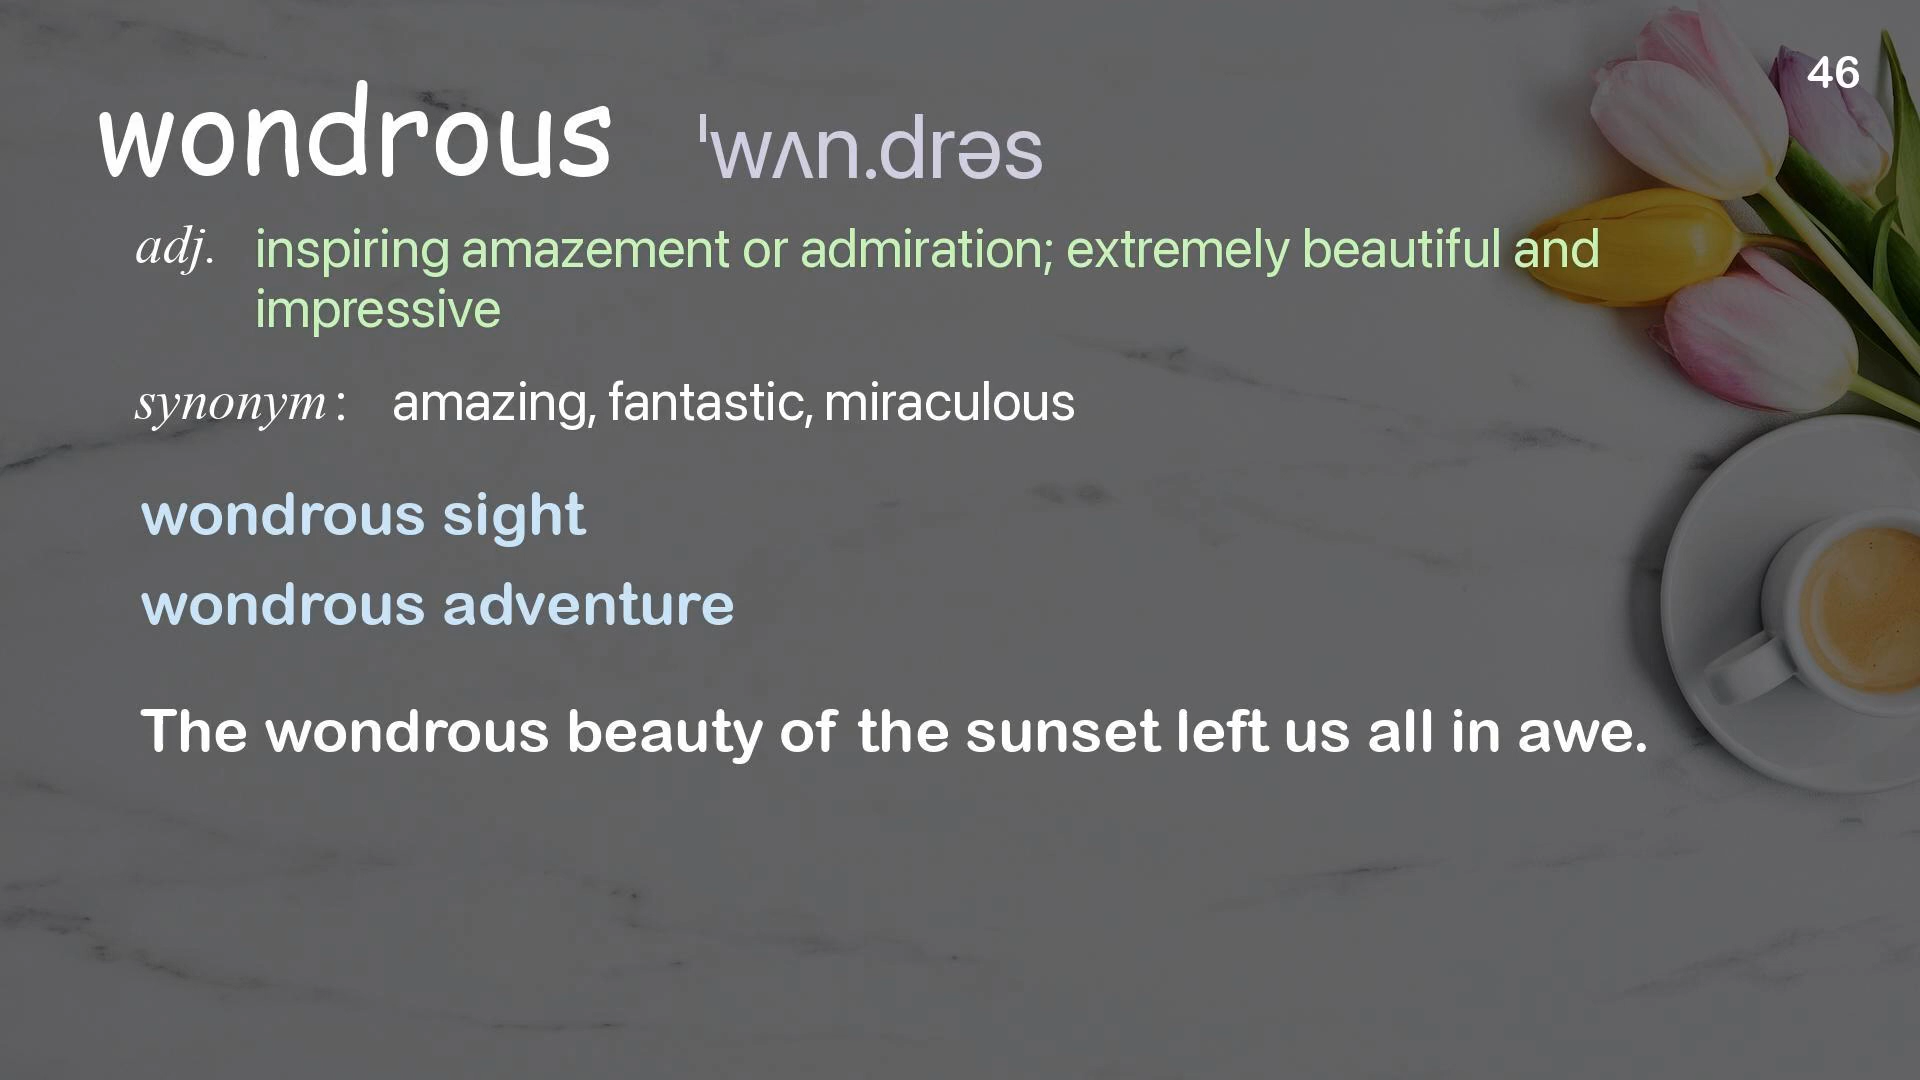 46
wondrous ˈwʌn.drəs
adj. inspiring amazement or admiration; extremely beautiful and
impressive
synonym : amazing, fantastic, miraculous
wondrous sight
wondrous adventure
The wondrous beauty of the sunset left us all in awe.